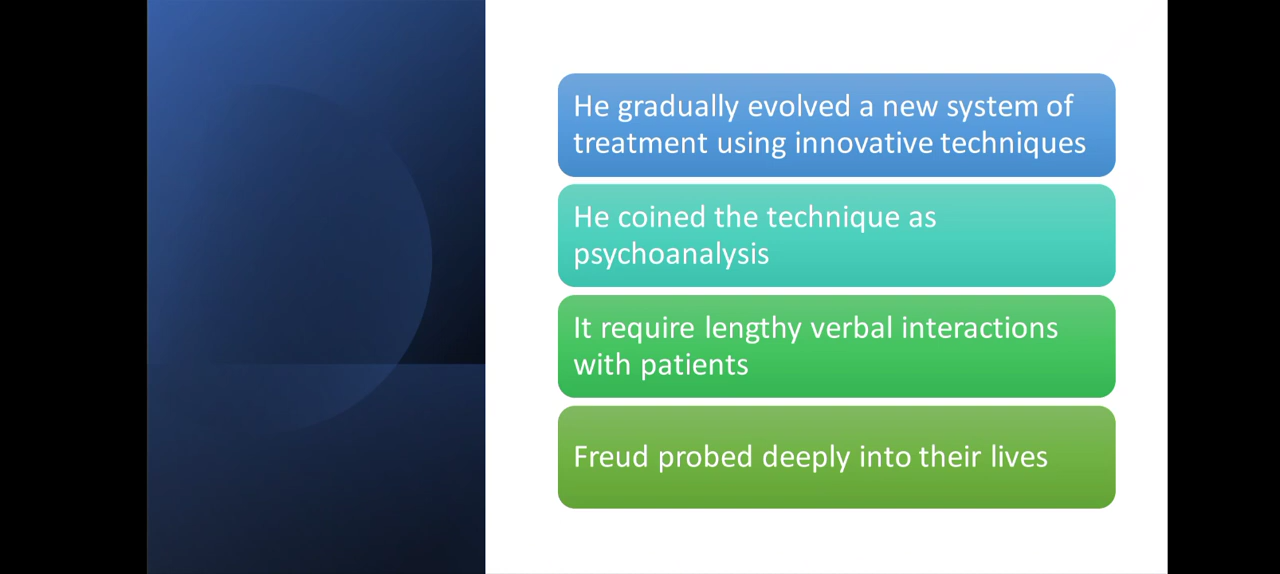 He gradually evolved a new system of
treatment using innovative techniques
He coined the technique as
psychoanalysis
It require lengthy verbal interactions
with patients
Freud probed deeply into their lives